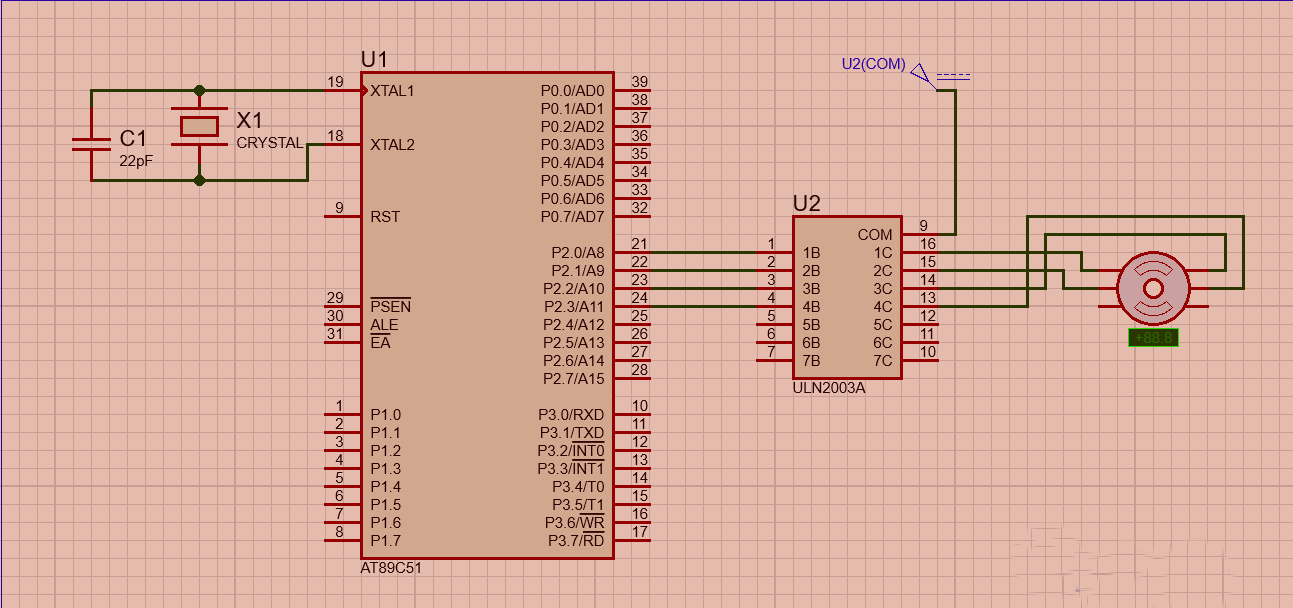 U1
19
XTAL1
18
XTAL2
9
RST
29
PSEN
30
ALE
31
EA
1
P1.0
2
P1.1
3
P1.2
4
P1.3
5
P1.4
6
P1.5
7
P1.6
8
P1.7
P0.0/AD0
39
P0.1/AD1
38
P0.2/AD2
37
P0.3/AD3
36
P0.4/AD4
35
P0.5/AD5
34
P0.6/AD6
33
P0.7/AD7
32
P2.0/A8
21
P2.1/A9
22
P2.2/A10
23
P2.3/A11
24
P2.4/A12
25
P2.5/A13
26
P2.6/A14
27
P2.7/A15
28
P3.0/RXD
10
P3.1/TXD
11
P3.2/INT0
12
P3.3/INT1
13
P3.4/T0
14
P3.5/T1
15
P3.6/WR
16
P3.7/RD
17
AT89C51
C1
22pF
X1
CRYSTAL
U2(COM)
U2
1
1B
2
2B
3
3B
4
4B
5
5B
6
6B
7
7B
COM
9
1C
16
2C
15
3C
14
4C
13
5C
12
6C
11
7C
10
ULN2003A
+88.8